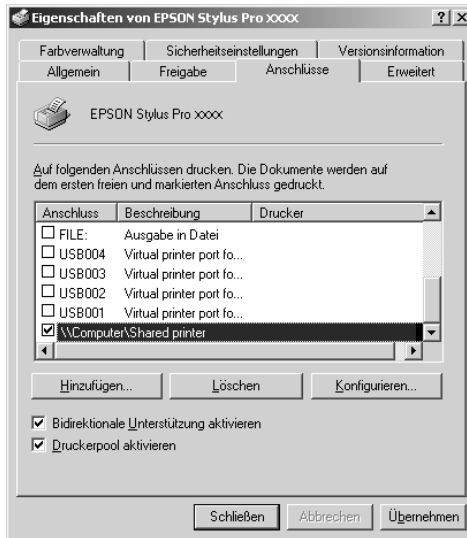 Eigenschaften von EPSON Stylus Pro XXXX
Farbverwaltung Sicherheitseinstellungen Versionsinformation
Allgemein Freigabe Anschlüsse Erweitert
EPSON Stylus Pro XXXX
Auf folgenden Anschlüssen drucken. Die Dokumente werden auf
dem ersten freien und markierten Anschluss gedruckt.
Anschluss Beschreibung Drucker
FILE: Ausgabe in Datei
USB004 Virtual printer port fo...
USB003 Virtual printer port fo...
USB002 Virtual printer port fo...
USB001 Virtual printer port fo...
\\Computer\Shared printer
Hinzufügen... Löschen Konfigurieren...
Bidirektionale Unterstützung aktivieren
Druckerpool aktivieren
Schließen Abbrechen Übernehmen